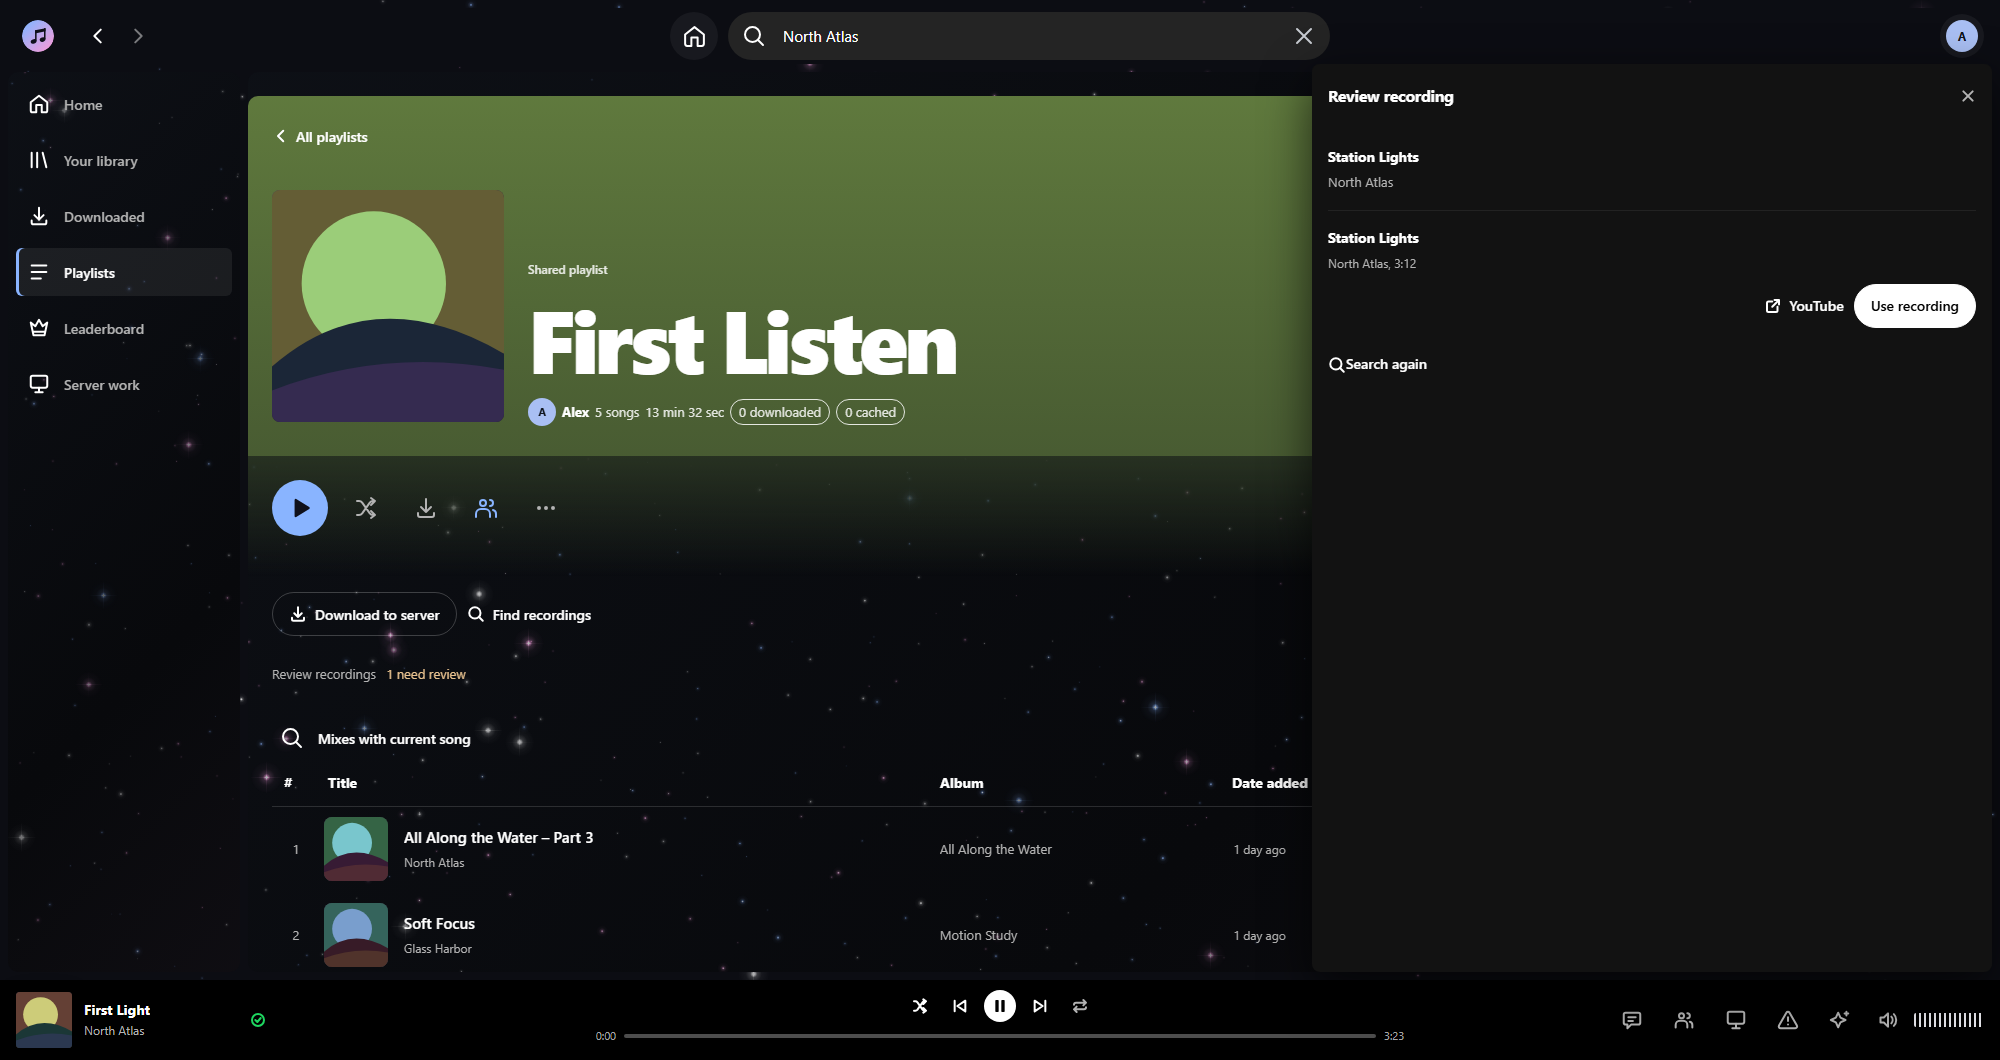 North Atlas
A
Home
Your library
Downloaded
Playlists
Leaderboard
Server work
All playlists
Shared playlist
First Listen
A Alex 5 songs 13 min 32 sec 0 downloaded 0 cached
Download to server Find recordings
Review recordings 1 need review
Mixes with current song
# Title Album Date added
1 All Along the Water – Part 3 All Along the Water 1 day ago
North Atlas
2 Soft Focus Motion Study 1 day ago
Glass Harbor
Review recording
Station Lights
North Atlas
Station Lights
North Atlas, 3:12
YouTube Use recording
Search again
First Light
North Atlas
0:00 3:23